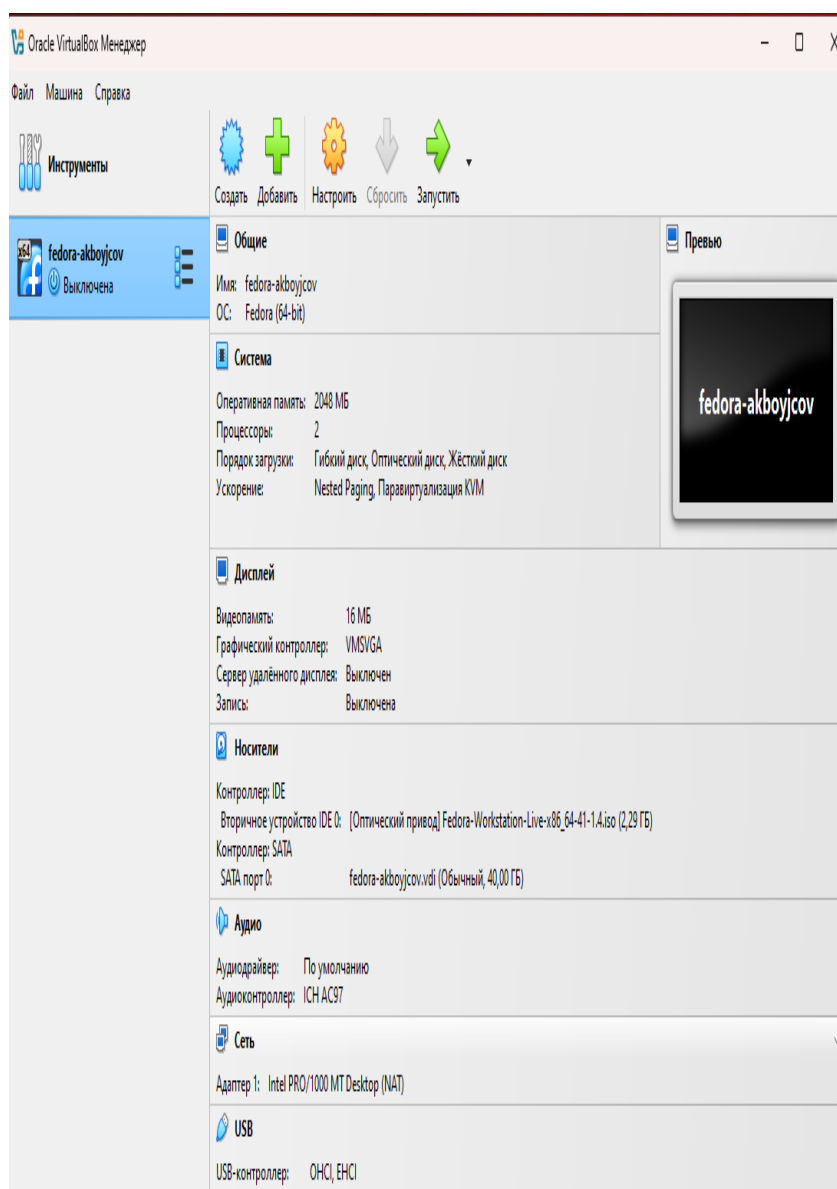 Oracle VirtualBox Менеджер
Файл Машина Справка
Инструменты
Создать Добавить Настроить Сбросить Запустить
x64
fedora-akboyjcov
Выключена
Общие
Имя: fedora-akboyjcov
ОС: Fedora (64-bit)
Превью
fedora-akboyjcov
Система
Оперативная память: 2048 МБ
Процессоры: 2
Порядок загрузки: Гибкий диск, Оптический диск, Жёсткий диск
Ускорение: Nested Paging, Паравиртуализация KVM
Дисплей
Видеопамять: 16 МБ
Графический контроллер: VMSVGA
Сервер удалённого дисплея: Выключен
Запись: Выключена
Носители
Контроллер: IDE
Вторичное устройство IDE 0: [Оптический привод] Fedora-Workstation-Live-x86_64-41-1.4.iso (2,29 ГБ)
Контроллер: SATA
SATA порт 0: fedora-akboyjcov.vdi (Обычный, 40,00 ГБ)
Аудио
Аудиодрайвер: По умолчанию
Аудиоконтроллер: ICH AC97
Сеть
Адаптер 1: Intel PRO/1000 MT Desktop (NAT)
USB
USB-контроллер: OHCI, EHCI